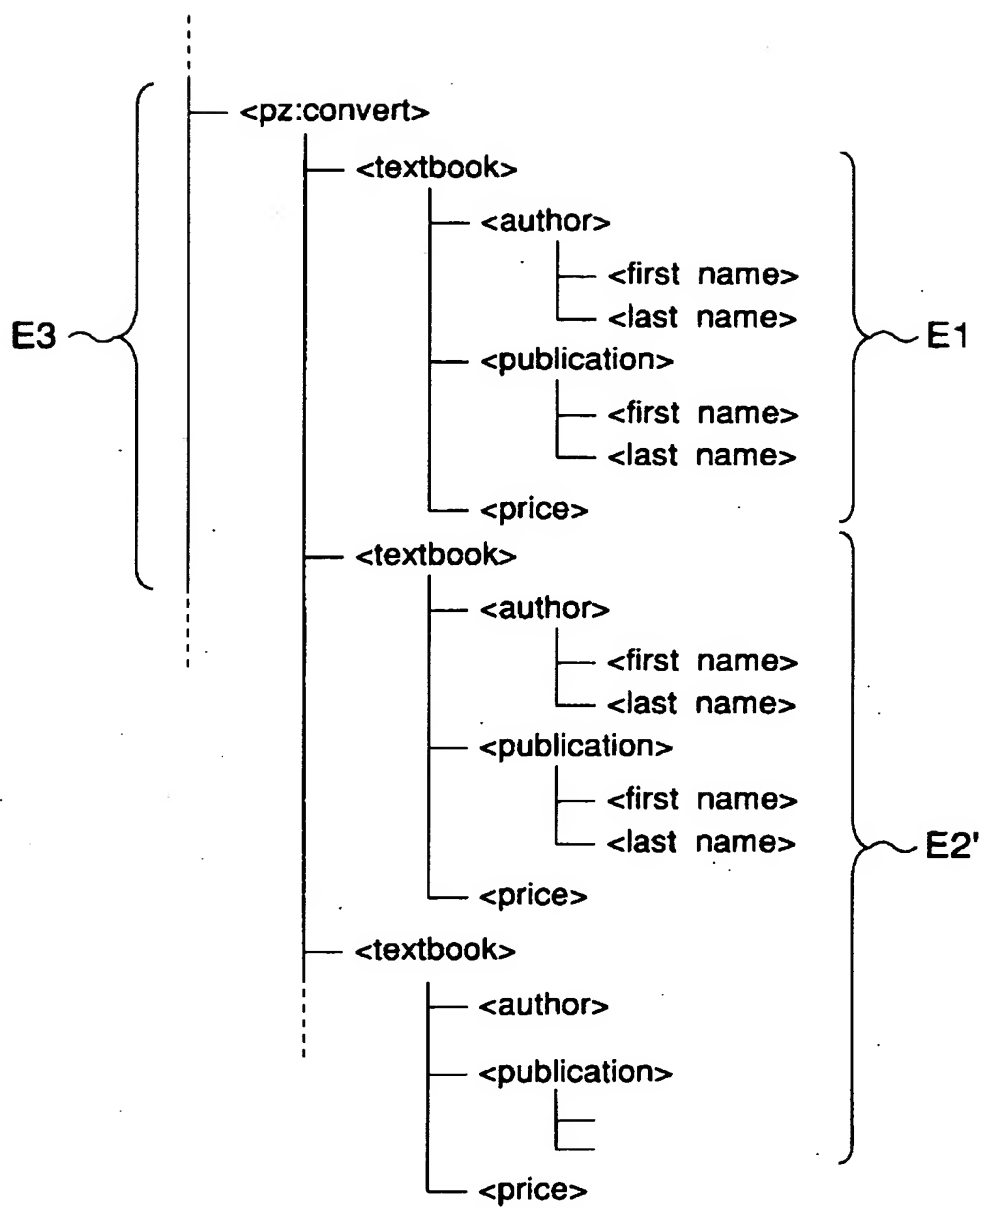 <pz:convert>
<textbook>
<author>
<first name>
E3
<last name>
E1
<publication>
<first name>
<last name>
<price>
<textbook>
<author>
<first name>
<last name>
<publication>
<first name>
<last name>
E2'
<price>
<textbook>
<author>
<publication>
<price>